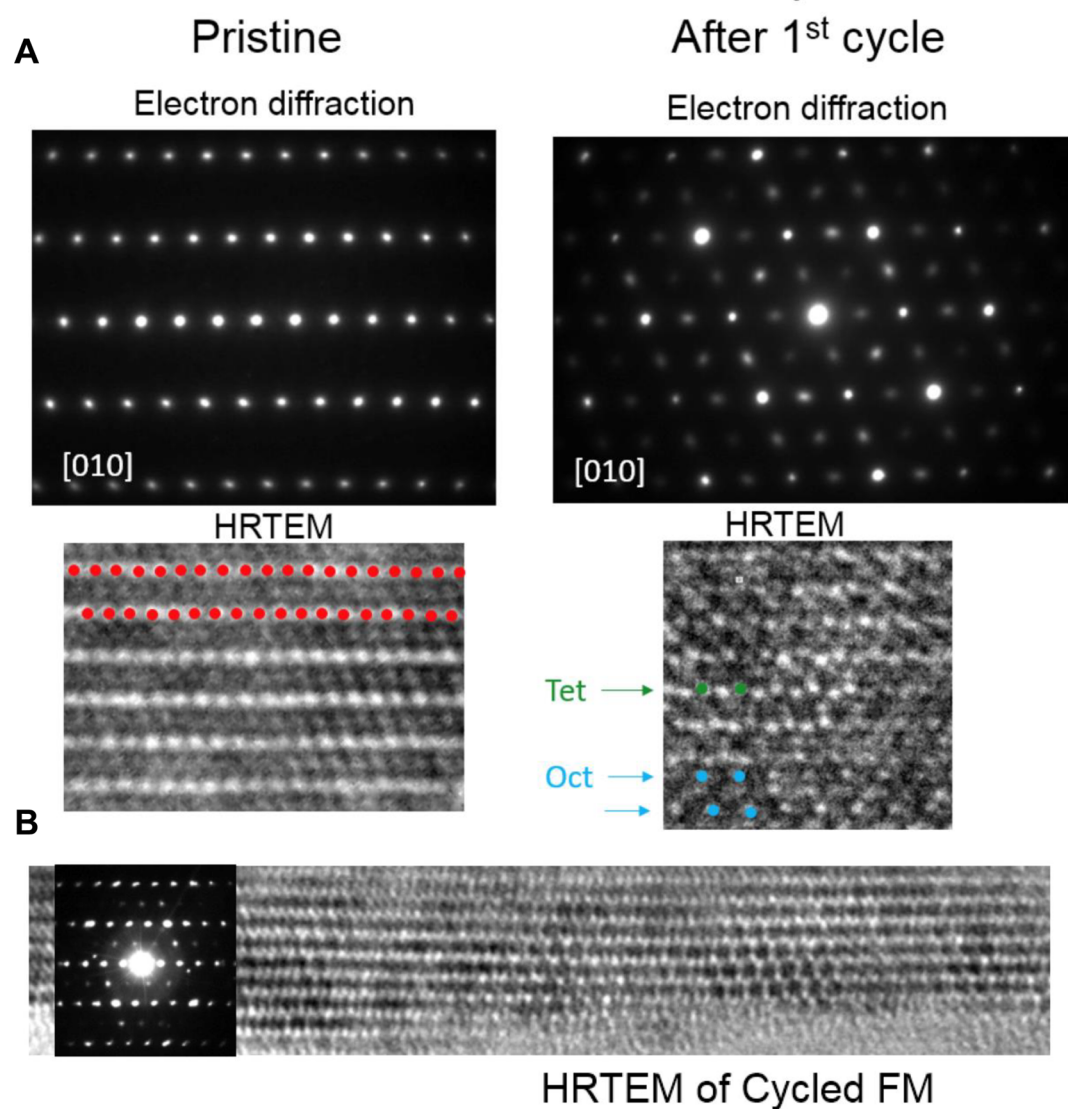 A
Pristine
After 1st cycle
Electron diffraction
Electron diffraction
[010]
[010]
HRTEM
HRTEM
Tet
Oct
B
HRTEM of Cycled FM